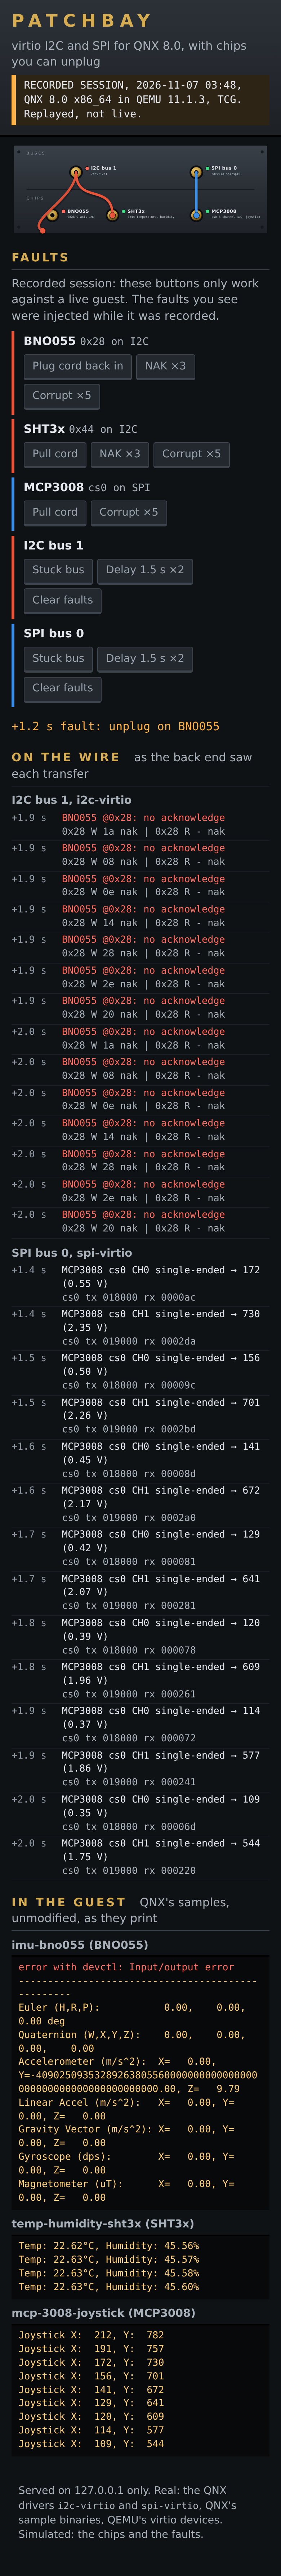 PATCHBAY
virtio I2C and SPI for QNX 8.0, with chips
you can unplug
RECORDED SESSION, 2026-11-07 03:48,
QNX 8.0 x86_64 in QEMU 11.1.3, TCG.
Replayed, not live.
BUSES
I2C bus 1
SPI bus 0
CHIPS
BNO055
SHT3x
MCP3008
FAULTS
Recorded session: these buttons only work
against a live guest. The faults you see
were injected while it was recorded.
BNO055 0x28 on I2C
Plug cord back in NAK ×3
Corrupt ×5
SHT3x 0x44 on I2C
Pull cord NAK ×3 Corrupt ×5
MCP3008 cs0 on SPI
Pull cord Corrupt ×5
I2C bus 1
Stuck bus Delay 1.5 s ×2
Clear faults
SPI bus 0
Stuck bus Delay 1.5 s ×2
Clear faults
+1.2 s fault: unplug on BNO055
ON THE WIRE as the back end saw
each transfer
I2C bus 1, i2c-virtio
+1.9 s BNO055 @0x28: no acknowledge
0x28 W 1a nak | 0x28 R - nak
+1.9 s BNO055 @0x28: no acknowledge
0x28 W 08 nak | 0x28 R - nak
+1.9 s BNO055 @0x28: no acknowledge
0x28 W 0e nak | 0x28 R - nak
+1.9 s BNO055 @0x28: no acknowledge
0x28 W 14 nak | 0x28 R - nak
+1.9 s BNO055 @0x28: no acknowledge
0x28 W 28 nak | 0x28 R - nak
+1.9 s BNO055 @0x28: no acknowledge
0x28 W 2e nak | 0x28 R - nak
+1.9 s BNO055 @0x28: no acknowledge
0x28 W 20 nak | 0x28 R - nak
+2.0 s BNO055 @0x28: no acknowledge
0x28 W 1a nak | 0x28 R - nak
+2.0 s BNO055 @0x28: no acknowledge
0x28 W 08 nak | 0x28 R - nak
+2.0 s BNO055 @0x28: no acknowledge
0x28 W 0e nak | 0x28 R - nak
+2.0 s BNO055 @0x28: no acknowledge
0x28 W 14 nak | 0x28 R - nak
+2.0 s BNO055 @0x28: no acknowledge
0x28 W 28 nak | 0x28 R - nak
+2.0 s BNO055 @0x28: no acknowledge
0x28 W 2e nak | 0x28 R - nak
+2.0 s BNO055 @0x28: no acknowledge
0x28 W 20 nak | 0x28 R - nak
SPI bus 0, spi-virtio
+1.4 s MCP3008 cs0 CH0 single-ended → 172
(0.55 V)
cs0 tx 018000 rx 0000ac
+1.4 s MCP3008 cs0 CH1 single-ended → 730
(2.35 V)
cs0 tx 019000 rx 0002da
+1.5 s MCP3008 cs0 CH0 single-ended → 156
(0.50 V)
cs0 tx 018000 rx 00009c
+1.5 s MCP3008 cs0 CH1 single-ended → 701
(2.26 V)
cs0 tx 019000 rx 0002bd
+1.6 s MCP3008 cs0 CH0 single-ended → 141
(0.45 V)
cs0 tx 018000 rx 00008d
+1.6 s MCP3008 cs0 CH1 single-ended → 672
(2.17 V)
cs0 tx 019000 rx 0002a0
+1.7 s MCP3008 cs0 CH0 single-ended → 129
(0.42 V)
cs0 tx 018000 rx 000081
+1.7 s MCP3008 cs0 CH1 single-ended → 641
(2.07 V)
cs0 tx 019000 rx 000281
+1.8 s MCP3008 cs0 CH0 single-ended → 120
(0.39 V)
cs0 tx 018000 rx 000078
+1.8 s MCP3008 cs0 CH1 single-ended → 609
(1.96 V)
cs0 tx 019000 rx 000261
+1.9 s MCP3008 cs0 CH0 single-ended → 114
(0.37 V)
cs0 tx 018000 rx 000072
+1.9 s MCP3008 cs0 CH1 single-ended → 577
(1.86 V)
cs0 tx 019000 rx 000241
+2.0 s MCP3008 cs0 CH0 single-ended → 109
(0.35 V)
cs0 tx 018000 rx 00006d
+2.0 s MCP3008 cs0 CH1 single-ended → 544
(1.75 V)
cs0 tx 019000 rx 000220
IN THE GUEST QNX's samples,
unmodified, as they print
imu-bno055 (BNO055)
error with devctl: Input/output error
-----------------------------------------
---------
Euler (H,R,P): 0.00, 0.00,
0.00 deg
Quaternion (W,X,Y,Z): 0.00, 0.00,
0.00, 0.00
Accelerometer (m/s^2): X= 0.00,
Linear Accel (m/s^2): X= 0.00, Y=
0.00, Z= 0.00
Gravity Vector (m/s^2): X= 0.00, Y=
0.00, Z= 0.00
Gyroscope (dps): X= 0.00, Y=
0.00, Z= 0.00
Magnetometer (uT): X= 0.00, Y=
0.00, Z= 0.00
temp-humidity-sht3x (SHT3x)
Temp: 22.62°C, Humidity: 45.56%
Temp: 22.63°C, Humidity: 45.57%
Temp: 22.63°C, Humidity: 45.58%
Temp: 22.63°C, Humidity: 45.60%
mcp-3008-joystick (MCP3008)
Joystick X: 212, Y: 782
Joystick X: 191, Y: 757
Joystick X: 172, Y: 730
Joystick X: 156, Y: 701
Joystick X: 141, Y: 672
Joystick X: 129, Y: 641
Joystick X: 120, Y: 609
Joystick X: 114, Y: 577
Joystick X: 109, Y: 544
Served on 127.0.0.1 only. Real: the QNX
drivers i2c-virtio and spi-virtio, QNX's
sample binaries, QEMU's virtio devices.
Simulated: the chips and the faults.